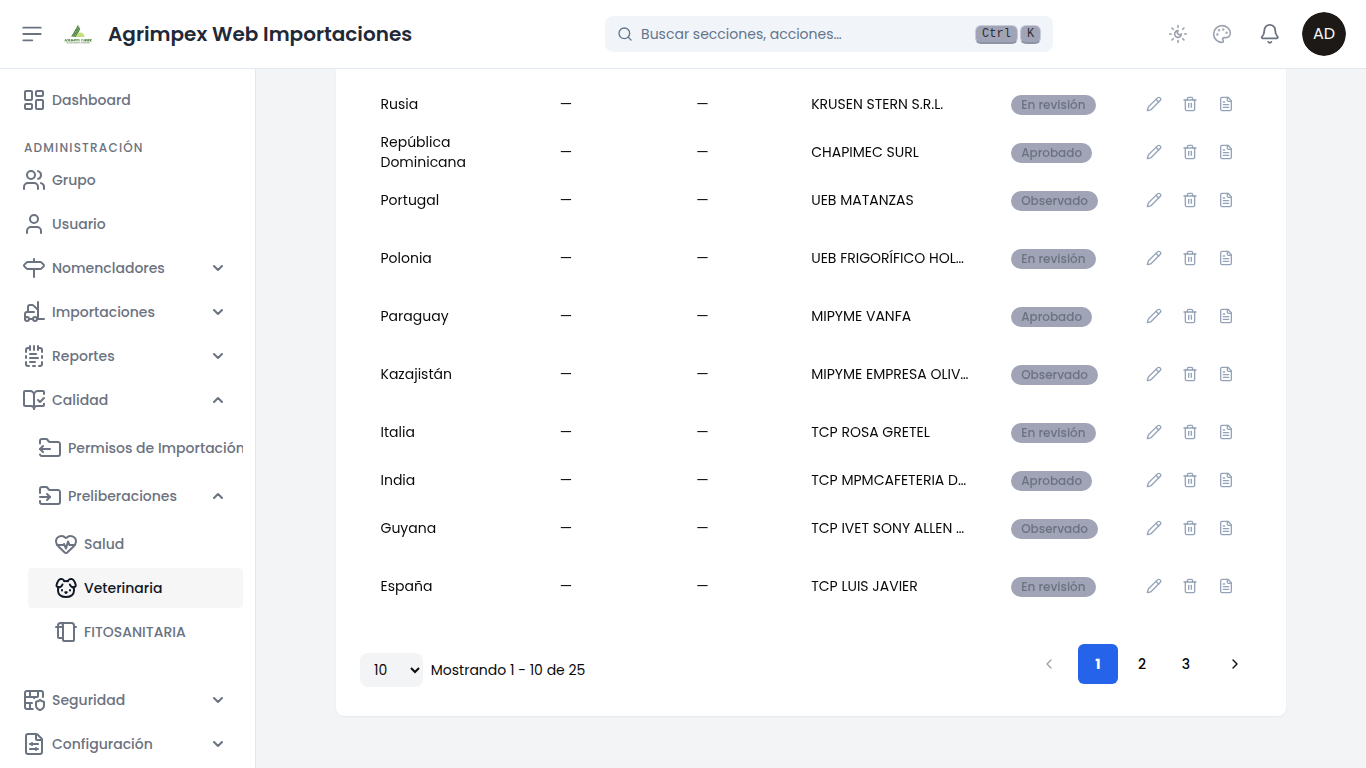 Agrimpex Web Importaciones
Buscar secciones, acciones...
Ctrl K
AD
Dashboard
ADMINISTRACIÓN
Grupo
Usuario
Nomencladores
Importaciones
Reportes
Calidad
Permisos de Importación
Preliberaciones
Salud
Veterinaria
FITOSANITARIA
Seguridad
Configuración
Rusia — — KRUSEN STERN S.R.L. En revisión
República
Dominicana — — CHAPIMEC SURL Aprobado
Portugal — — UEB MATANZAS Observado
Polonia — — UEB FRIGORÍFICO HOL... En revisión
Paraguay — — MIPYME VANFA Aprobado
Kazajistán — — MIPYME EMPRESA OLIV... Observado
Italia — — TCP ROSA GRETEL En revisión
India — — TCP MPMCAFETERIA D... Aprobado
Guyana — — TCP IVET SONY ALLEN ... Observado
España — — TCP LUIS JAVIER En revisión
10 Mostrando 1 - 10 de 25
1 2 3